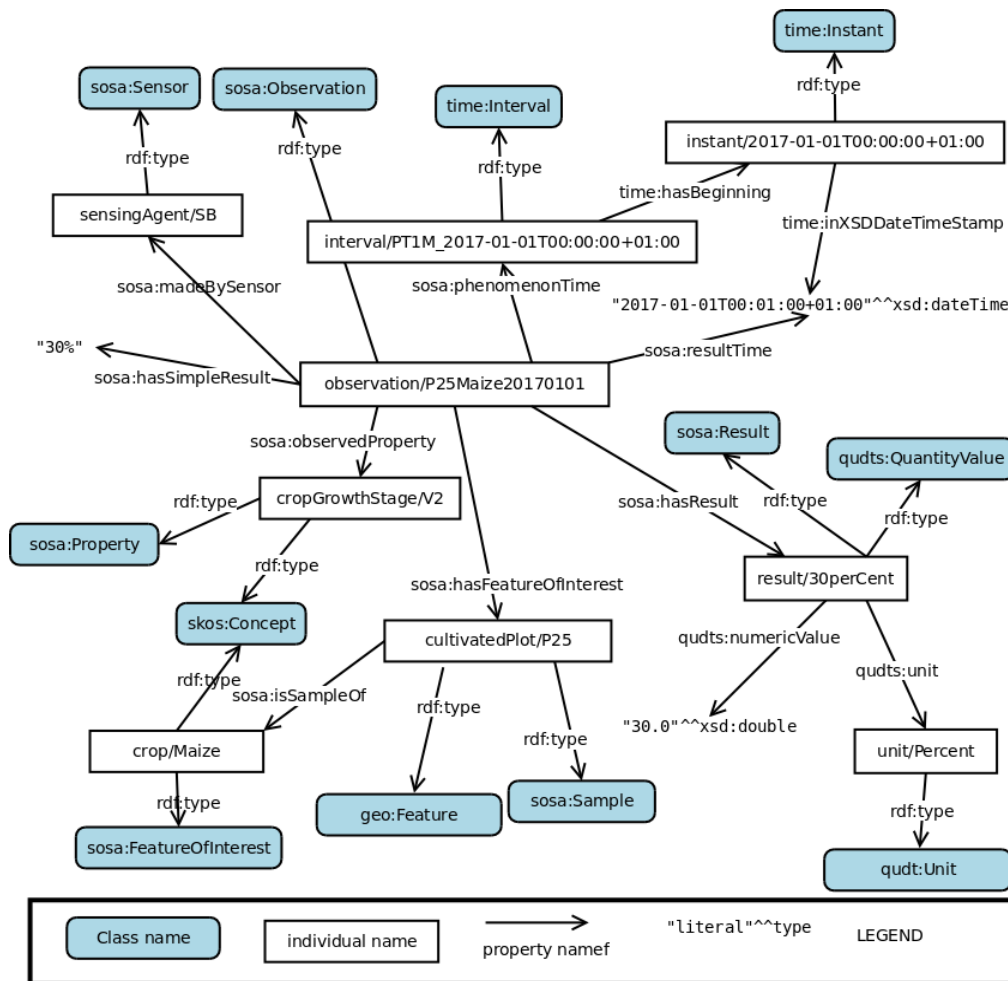 time:Instant
rdf:type
sosa:Sensor
sosa:Observation
time:Interval
instant/2017-01-01T00:00:00+01:00
rdf:type
rdf:type
rdf:type
time:hasBeginning
sensingAgent/SB
time:inXSDDateTimeStamp
interval/PT1M_2017-01-01T00:00:00+01:00
sosa:madeBySensor
sosa:phenomenonTime
"2017-01-01T00:01:00+01:00"^^xsd:dateTime
"30%"
sosa:resultTime
sosa:hasSimpleResult
observation/P25Maize20170101
sosa:Result
sosa:observedProperty
qudts:QuantityValue
rdf:type
cropGrowthStage/V2
sosa:hasResult
rdf:type
rdf:type
sosa:Property
rdf:type
sosa:hasFeatureOfInterest
result/30perCent
skos:Concept
cultivatedPlot/P25
qudts:numericValue
rdf:type
sosa:isSampleOf
qudts:unit
rdf:type
"30.0"^^xsd:double
crop/Maize
rdf:type
unit/Percent
rdf:type
sosa:Sample
rdf:type
geo:Feature
sosa:FeatureOfInterest
qudt:Unit
Class name
individual name
property namef
"literal"^^type
LEGEND